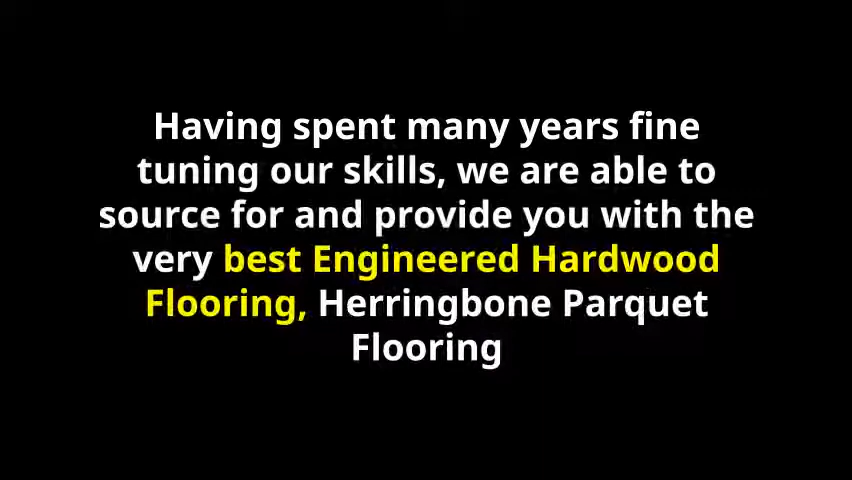 Having spent many years fine
tuning our skills, we are able to
source for and provide you with the
very best Engineered Hardwood
Flooring, Herringbone Parquet
Flooring